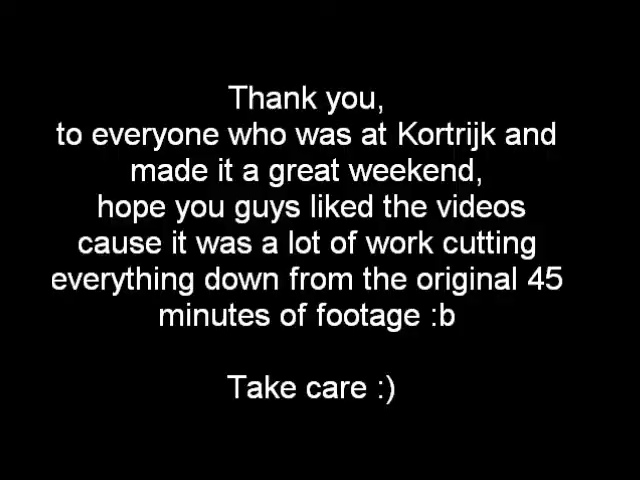 Thank you,
to everyone who was at Kortrijk and
made it a great weekend,
hope you guys liked the videos
cause it was a lot of work cutting
everything down from the original 45
minutes of footage :b
Take care :)